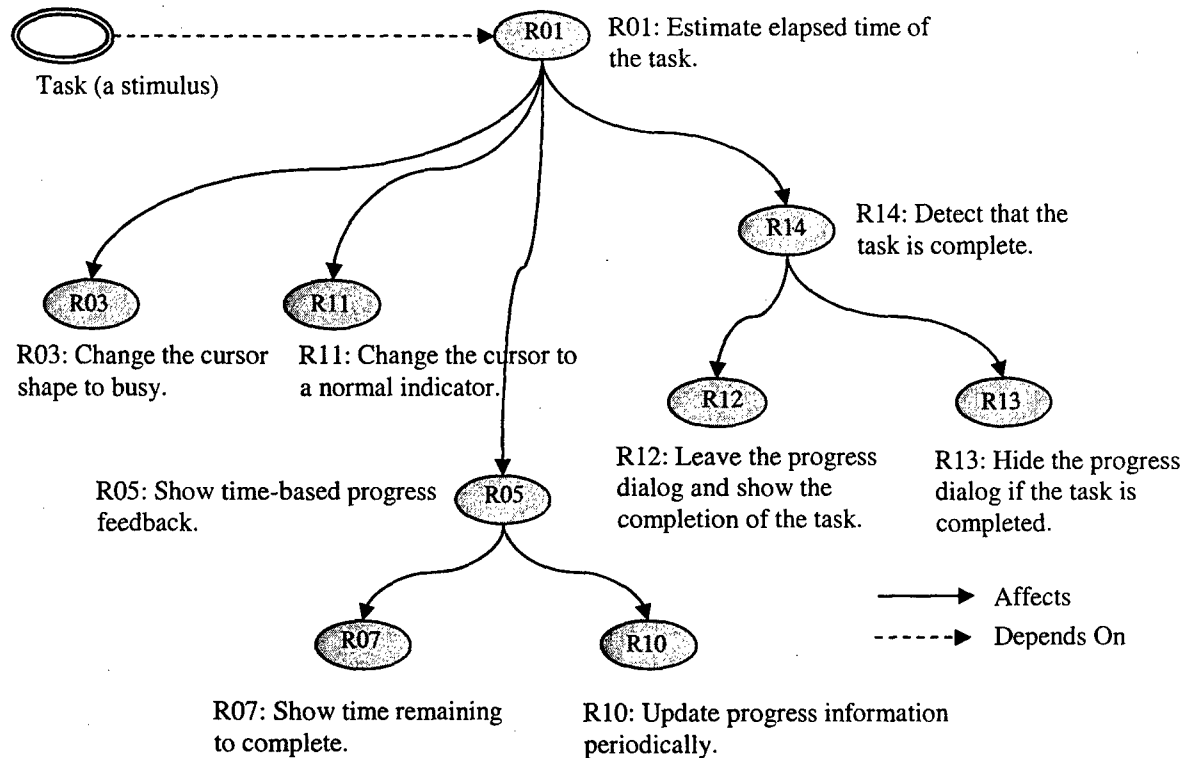 R01
R01: Estimate elapsed time of
the task.
Task (a stimulus)
R14
R14: Detect that the
task is complete.
R03
R11
R03: Change the cursor
shape to busy.
R11: Change the cursor to
a normal indicator.
R12
R13
R12: Leave the progress
dialog and show the
completion of the task.
R13: Hide the progress
dialog if the task is
completed.
R05: Show time-based progress
feedback.
R05
Affects
Depends On
R07
R10
R07: Show time remaining
to complete.
R10: Update progress information
periodically.